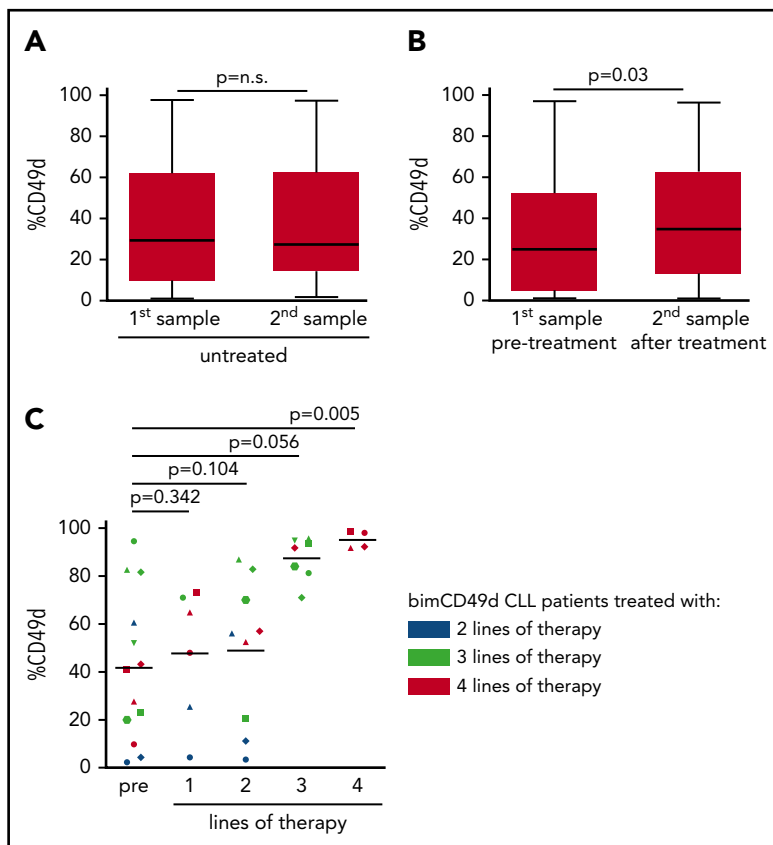 A
p=n.s.
100
80
60
40
20
0
%CD49d
1st sample
2nd sample
untreated
B
p=0.03
100
80
60
40
20
0
%CD49d
1st sample
pre-treatment
2nd sample
after treatment
C
p=0.005
p=0.056
p=0.104
p=0.342
100
80
60
40
20
0
%CD49d
pre
1
2
3
4
lines of therapy
bimCD49d CLL patients treated with:
2 lines of therapy
3 lines of therapy
4 lines of therapy